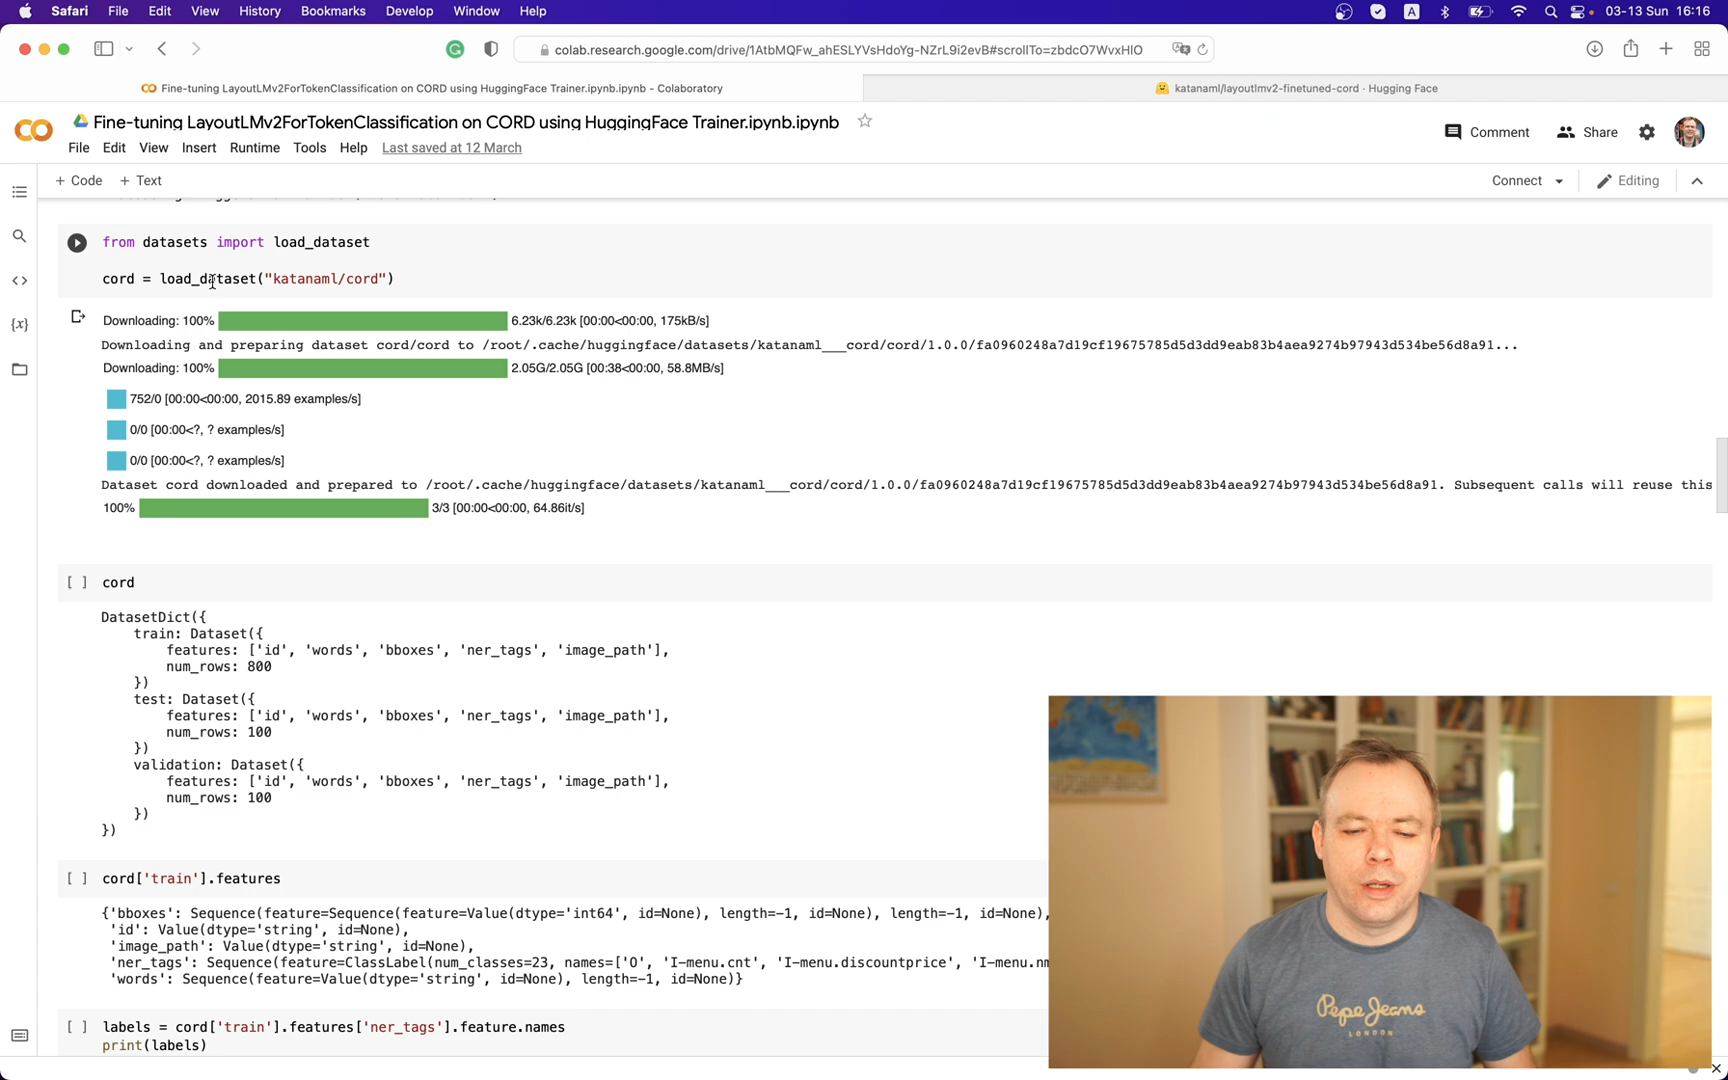 Safari File Edit View History Bookmarks Develop Window Help A 03-13 Sun 16:16
colab.research.google.com/drive/1AtbMQFw_ahESLYVsHdoYg-NZrL9i2evB#scrollTo=zbdcO7WvxHIO
Fine-tuning LayoutLMv2ForTokenClassification on CORD using HuggingFace Trainer.ipynb.ipynb - Colaboratory
katanaml/layoutlmv2-finetuned-cord · Hugging Face
Fine-tuning LayoutLMv2ForTokenClassification on CORD using HuggingFace Trainer.ipynb.ipynb
Comment Share
File Edit View Insert Runtime Tools Help Last saved at 12 March
+ Code + Text Connect Editing
from datasets import load_dataset
cord = load_dataset("katanaml/cord")
Downloading: 100% 6.23k/6.23k [00:00<00:00, 175kB/s]
Downloading and preparing dataset cord/cord to /root/.cache/huggingface/datasets/katanaml___cord/cord/1.0.0/fa0960248a7d19cf19675785d5d3dd9eab83b4aea9274b97943d534be56d8a91...
Downloading: 100% 2.05G/2.05G [00:38<00:00, 58.8MB/s]
752/0 [00:00<00:00, 2015.89 examples/s]
0/0 [00:00<?, ? examples/s]
0/0 [00:00<?, ? examples/s]
Dataset cord downloaded and prepared to /root/.cache/huggingface/datasets/katanaml___cord/cord/1.0.0/fa0960248a7d19cf19675785d5d3dd9eab83b4aea9274b97943d534be56d8a91. Subsequent calls will reuse this
100% 3/3 [00:00<00:00, 64.86it/s]
[ ] cord
DatasetDict({
train: Dataset({
features: ['id', 'words', 'bboxes', 'ner_tags', 'image_path'],
num_rows: 800
})
test: Dataset({
features: ['id', 'words', 'bboxes', 'ner_tags', 'image_path'],
num_rows: 100
})
validation: Dataset({
features: ['id', 'words', 'bboxes', 'ner_tags', 'image_path'],
num_rows: 100
})
})
[ ] cord['train'].features
{'bboxes': Sequence(feature=Sequence(feature=Value(dtype='int64', id=None), length=-1, id=None), length=-1, id=None),
'id': Value(dtype='string', id=None),
'image_path': Value(dtype='string', id=None),
'ner_tags': Sequence(feature=ClassLabel(num_classes=23, names=['O', 'I-menu.cnt', 'I-menu.discountprice', 'I-menu.nm
'words': Sequence(feature=Value(dtype='string', id=None), length=-1, id=None)}
[ ] labels = cord['train'].features['ner_tags'].feature.names
print(labels)
Pepe Jeans
LONDON